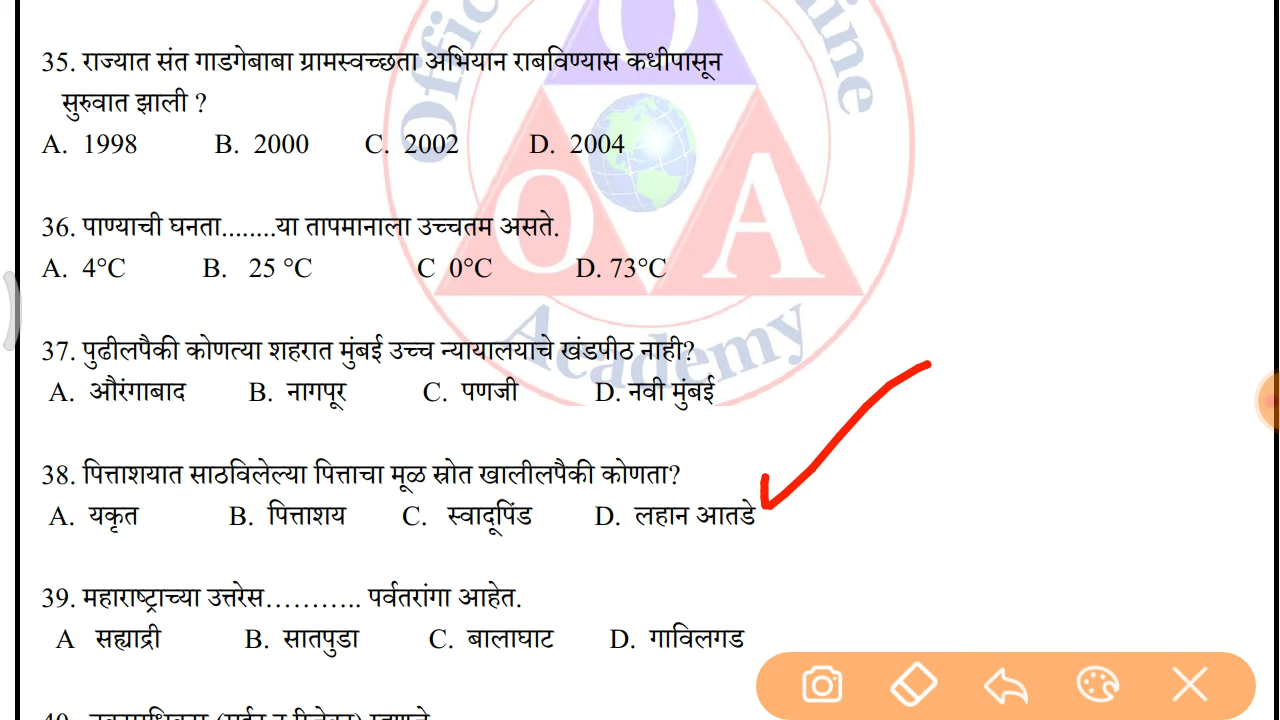 35. राज्यात संत गाडगेबाबा ग्रामस्वच्छता अभियान राबविण्यास कधीपासून
सुरुवात झाली ?
A. 1998 B. 2000 C. 2002 D. 2004
36. पाण्याची घनता........या तापमानाला उच्चतम असते.
A. 4°C B. 25 °C C 0°C D. 73°C
37. पुढीलपैकी कोणत्या शहरात मुंबई उच्च न्यायालयाचे खंडपीठ नाही?
A. औरंगाबाद B. नागपूर C. पणजी D. नवी मुंबई
38. पित्ताशयात साठविलेल्या पित्ताचा मूळ स्रोत खालीलपैकी कोणता?
A. यकृत B. पित्ताशय C. स्वादूपिंड D. लहान आतडे
39. महाराष्ट्राच्या उत्तरेस……….. पर्वतरांगा आहेत.
A सह्याद्री B. सातपुडा C. बालाघाट D. गाविलगड
40.
O
O A
Academy